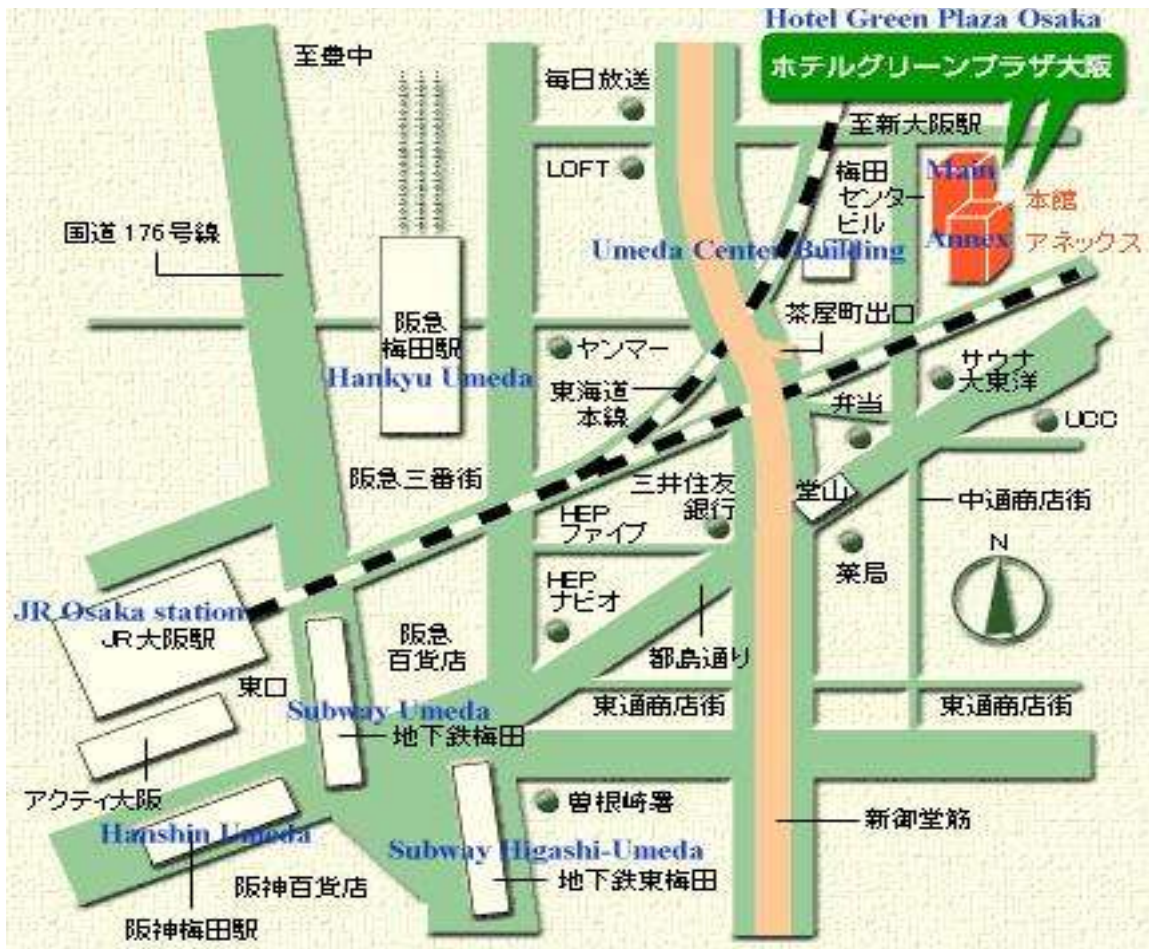 Hotel Green Plaza Osaka
ホテルグリーンプラザ大阪
至豊中
毎日放送
至新大阪駅
LOFT
梅田
センター
ビル
Main
本館
国道176号線
Umeda Center Building
Annex
アネックス
茶屋町出口
阪急
梅田駅
Hankyu Umeda
ヤンマー
東海道
本線
サウナ
大東洋
弁当
UCC
阪急三番街
三井住友
銀行
堂山
中通商店街
HEP
ファイブ
N
薬局
HEP
ナビオ
JR Osaka station
JR大阪駅
阪急
百貨店
都島通り
東口
東通商店街
東通商店街
Subway Umeda
地下鉄梅田
アクティ大阪
曽根崎署
新御堂筋
Hanshin Umeda
Subway Higashi-Umeda
地下鉄東梅田
阪神百貨店
阪神梅田駅